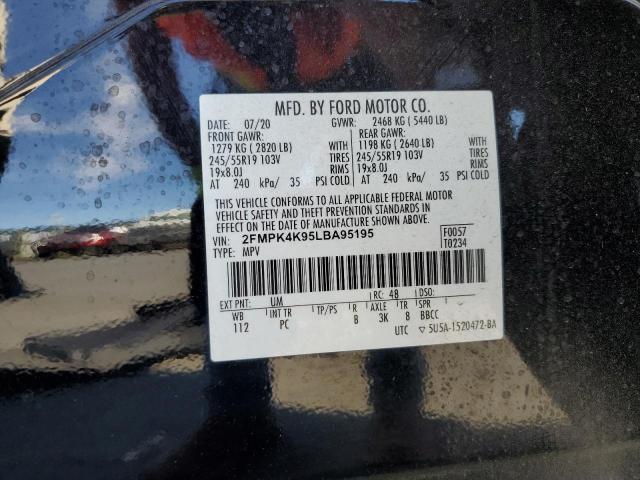 MFD. BY FORD MOTOR CO.
DATE: 07/20 GVWR: 2468 KG ( 5440 LB)
FRONT GAWR: REAR GAWR:
1279 KG ( 2820 LB) WITH 1198 KG ( 2640 LB) WITH
245/55R19 103V TIRES 245/55R19 103V TIRES
19x8.0J RIMS 19x8.0J RIMS
AT 240 kPa/ 35 PSI COLD AT 240 kPa/ 35 PSI COLD
THIS VEHICLE CONFORMS TO ALL APPLICABLE FEDERAL MOTOR
VEHICLE SAFETY AND THEFT PREVENTION STANDARDS IN
EFFECT ON THE DATE OF MANUFACTURE SHOWN ABOVE.
VIN: 2FMPK4K95LBA95195 F0057
TYPE: MPV T0234
EXT PNT: UM RC: 48 DSO:
WB INT TR TP/PS R AXLE TR SPR
112 PC B 3K 8 BBCC
UTC ▽ 5U5A-1520472-BA